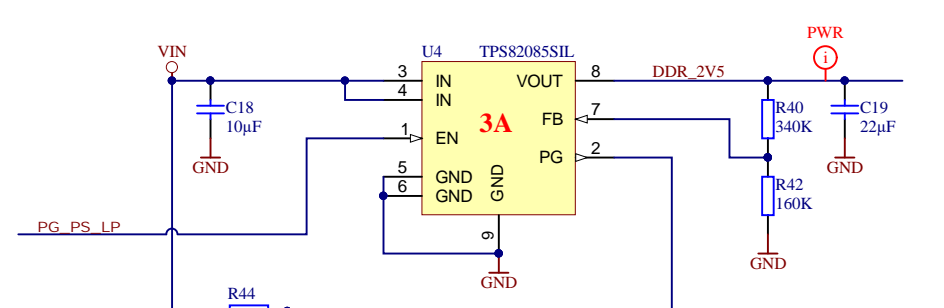 PWR
i
VIN
U4 TPS82085SIL
3 IN VOUT 8 DDR_2V5
4 IN
C18
10µF
GND
3A
FB 7
R40
340K
C19
22µF
1 EN
PG 2
GND
5 GND
6 GND
GND
R42
160K
PG_PS_LP
9
GND
GND
R44